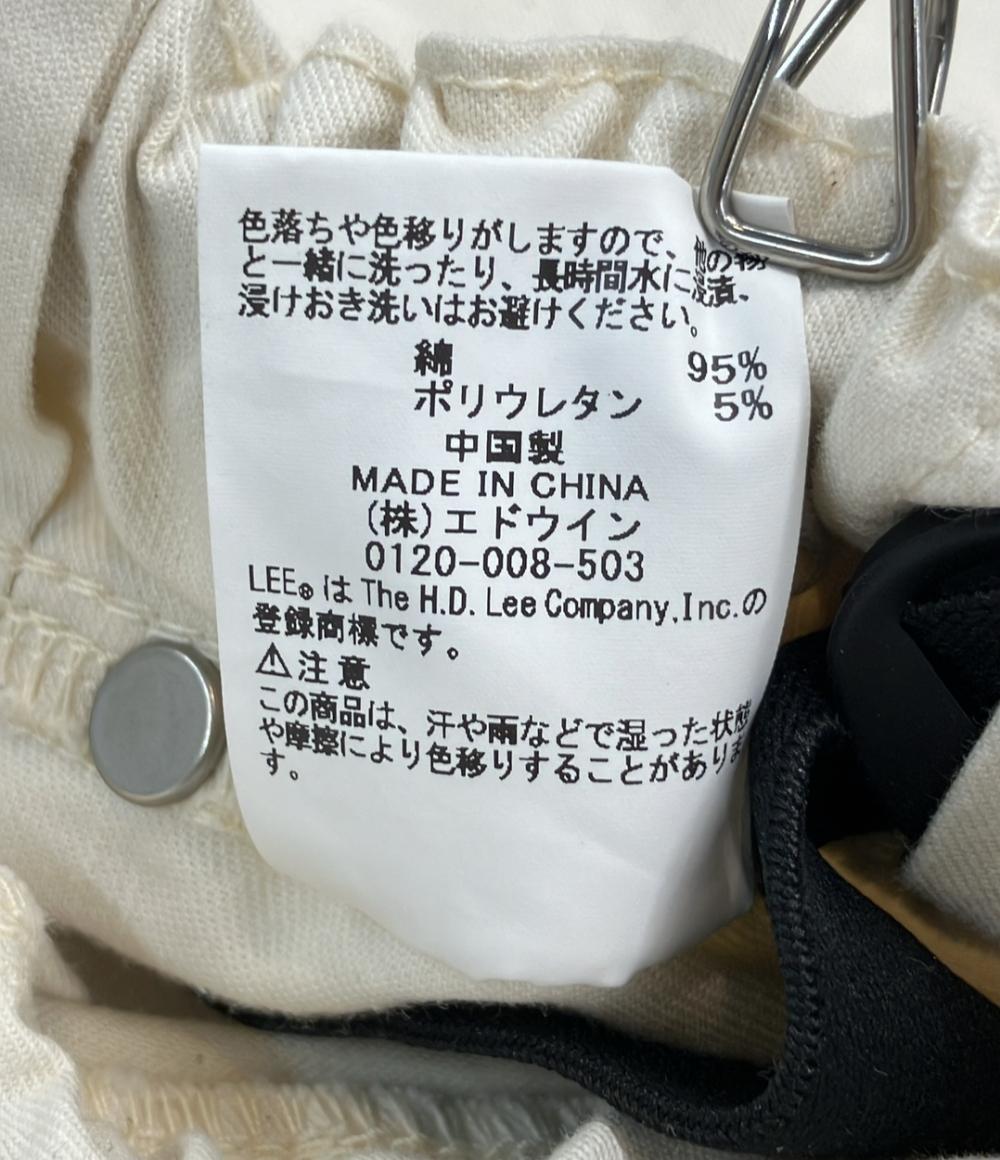 色落ちや色移りがしますので、他の物
と一緒に洗ったり、長時間水に浸漬、
浸けおき洗いはお避けください。
綿 95%
ポリウレタン 5%
中国製
MADE IN CHINA
(株)エドウイン
0120-008-503
LEE® は The H.D. Lee Company, Inc.の
登録商標です。
⚠注意
この商品は、汗や雨などで湿った状態
や摩擦により色移りすることがありま
す。